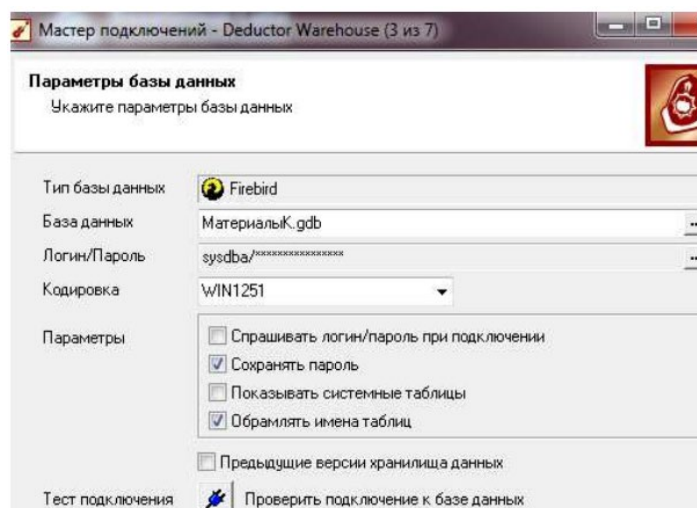 Мастер подключений - Deductor Warehouse (3 из 7)
Параметры базы данных
Укажите параметры базы данных
Тип базы данных Firebird
База данных МатериалыK.gdb ...
Логин/Пароль sysdba/**************** ...
Кодировка WIN1251
Параметры Спрашивать логин/пароль при подключении
Сохранять пароль
Показывать системные таблицы
Обрамлять имена таблиц
Предыдущие версии хранилища данных
Тест подключения Проверить подключение к базе данных